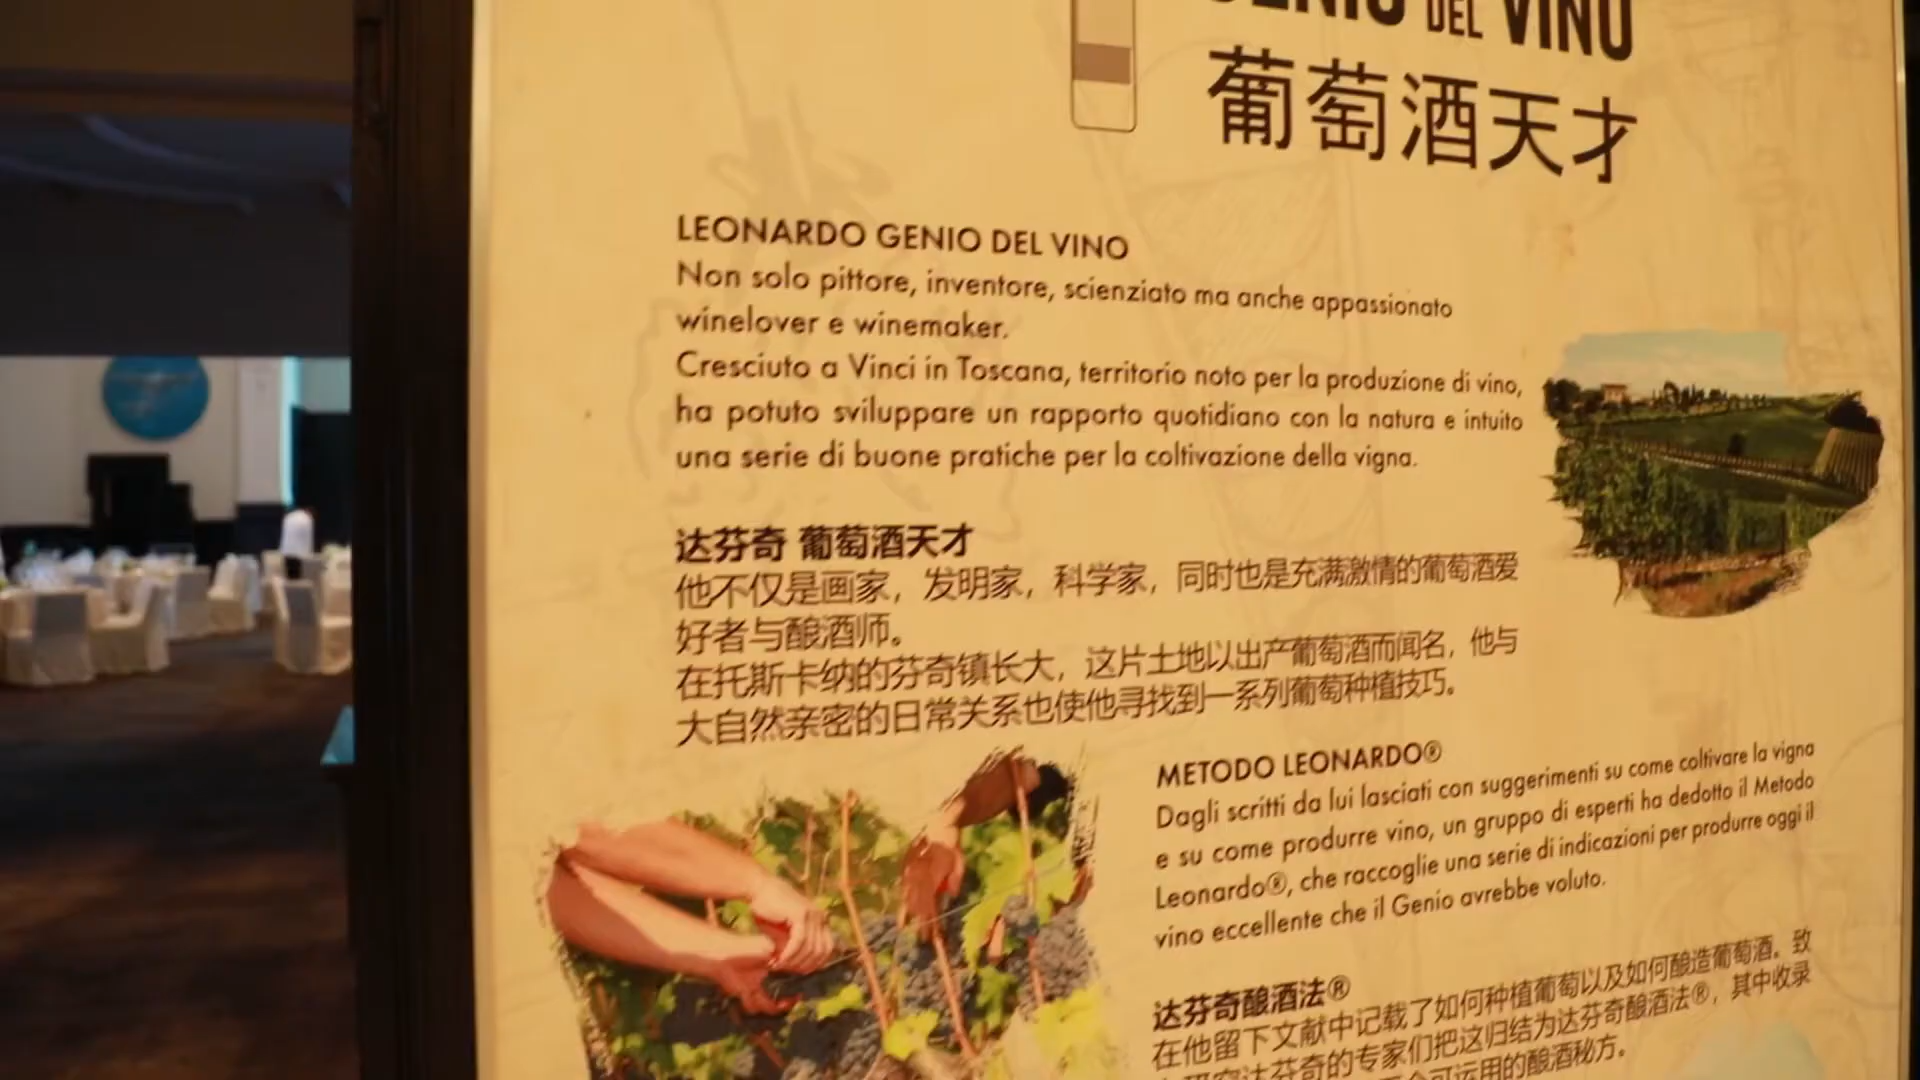 GENIO DEL VINO
葡萄酒天才
LEONARDO GENIO DEL VINO
Non solo pittore, inventore, scienziato ma anche appassionato
winelover e winemaker.
Cresciuto a Vinci in Toscana, territorio noto per la produzione di vino,
ha potuto sviluppare un rapporto quotidiano con la natura e intuito
una serie di buone pratiche per la coltivazione della vigna.
达芬奇 葡萄酒天才
他不仅是画家，发明家，科学家，同时也是充满激情的葡萄酒爱
好者与酿酒师。
在托斯卡纳的芬奇镇长大，这片土地以出产葡萄酒而闻名，他与
大自然亲密的日常关系也使他寻找到一系列葡萄种植技巧。
METODO LEONARDO®
Dagli scritti da lui lasciati con suggerimenti su come coltivare la vigna
e su come produrre vino, un gruppo di esperti ha dedotto il Metodo
Leonardo®, che raccoglie una serie di indicazioni per produrre oggi il
vino eccellente che il Genio avrebbe voluto.
达芬奇酿酒法®
在他留下文献中记载了如何种植葡萄以及如何酿造葡萄酒。致
达芬奇的专家们把这归结为达芬奇酿酒法®，其中收录
可运用的酿酒秘方。